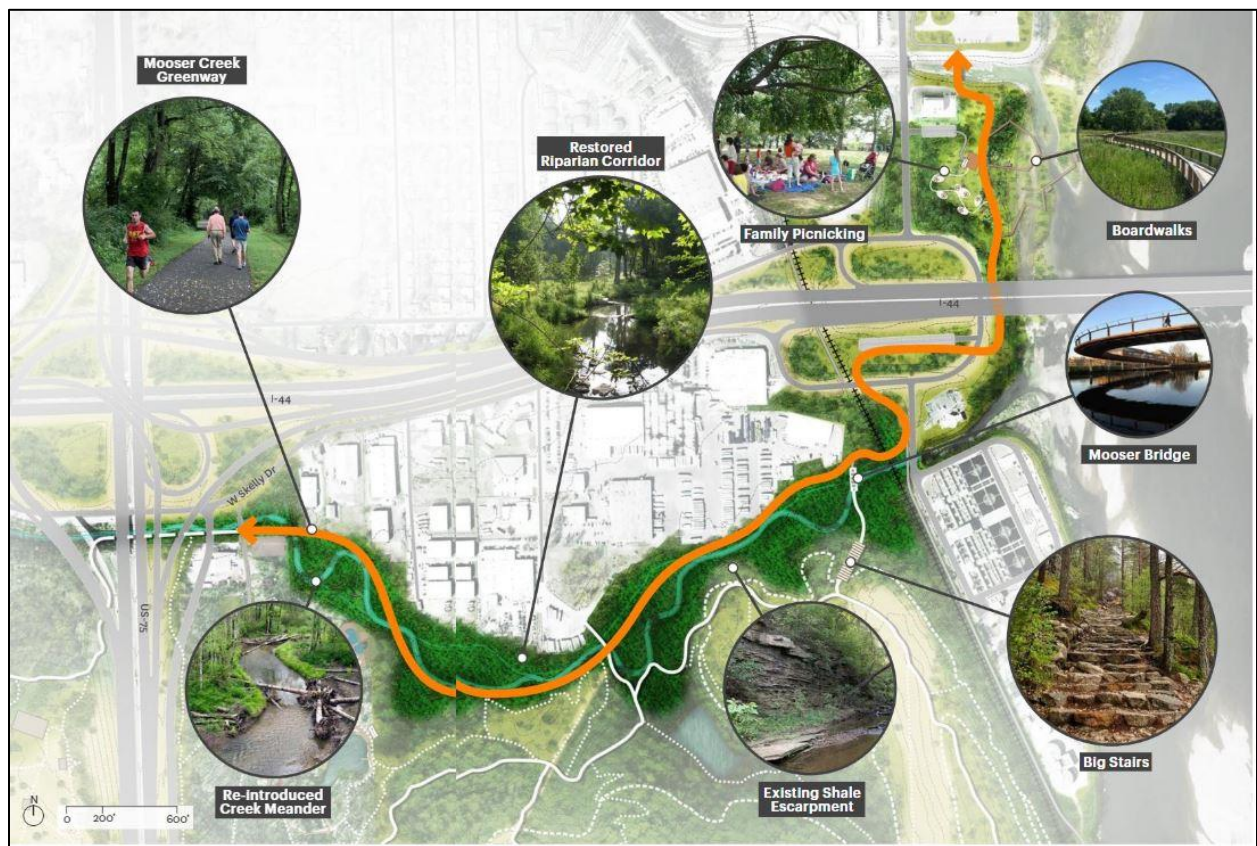 Mooser Creek
Greenway
Restored
Riparian Corridor
Family Picnicking
Boardwalks
I-44
Mooser Bridge
I-44
W Skelly Dr
US-75
Re-introduced
Creek Meander
Existing Shale
Escarpment
Big Stairs
N
0 200' 600'